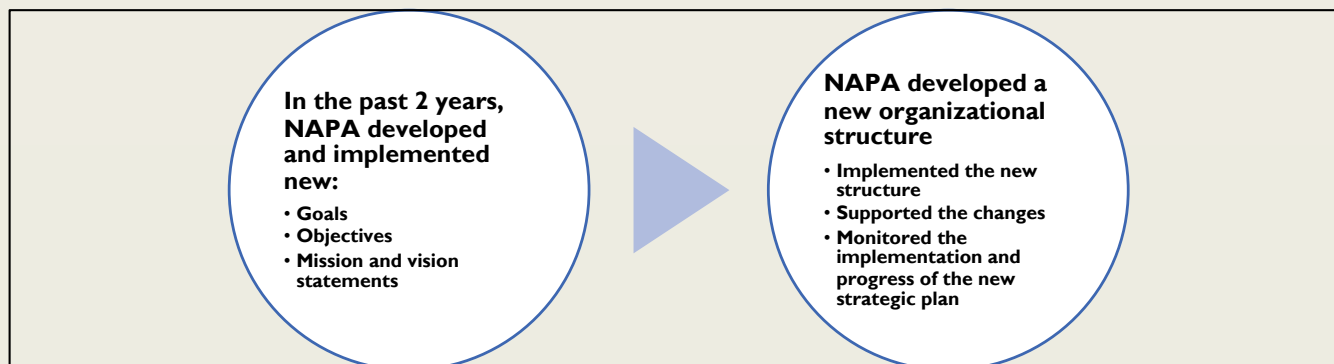 In the past 2 years,
NAPA developed
and implemented
new:
• Goals
• Objectives
• Mission and vision
statements
NAPA developed a
new organizational
structure
• Implemented the new
structure
• Supported the changes
• Monitored the
implementation and
progress of the new
strategic plan